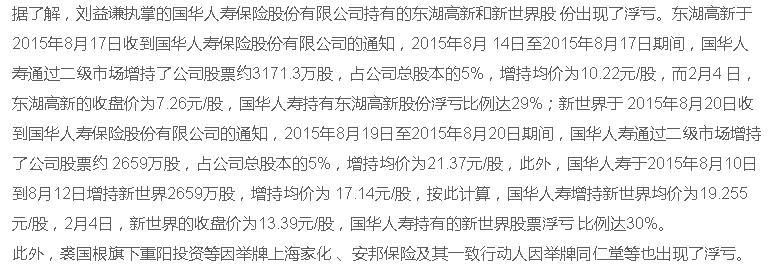 据了解，刘益谦执掌的国华人寿保险股份有限公司持有的东湖高新和新世界股 份出现了浮亏。东湖高新于
2015年8月17日收到国华人寿保险股份有限公司的通知，2015年8月 14日至2015年8月17日期间，国华人
寿通过二级市场增持了公司股票约3171.3万股，占公司总股本的5%，增持均价为10.22元/股，而2月4 日，
东湖高新的收盘价为7.26元/股，国华人寿持有东湖高新股份浮亏比例达29%；新世界于 2015年8月20日收
到国华人寿保险股份有限公司的通知，2015年8月19日至2015年8月20日期间，国华人寿通过二级市场增持
了公司股票约 2659万股，占公司总股本的5%，增持均价为21.37元/股，此外，国华人寿于2015年8月10日
到8月12日增持新世界2659万股，增持均价为 17.14元/股，按此计算，国华人寿增持新世界均价为19.255
元/股，2月4日，新世界的收盘价为13.39元/股，国华人寿持有的新世界股票浮亏 比例达30%。
此外，裘国根旗下重阳投资等因举牌上海家化 、安邦保险及其一致行动人因举牌同仁堂等也出现了浮亏。